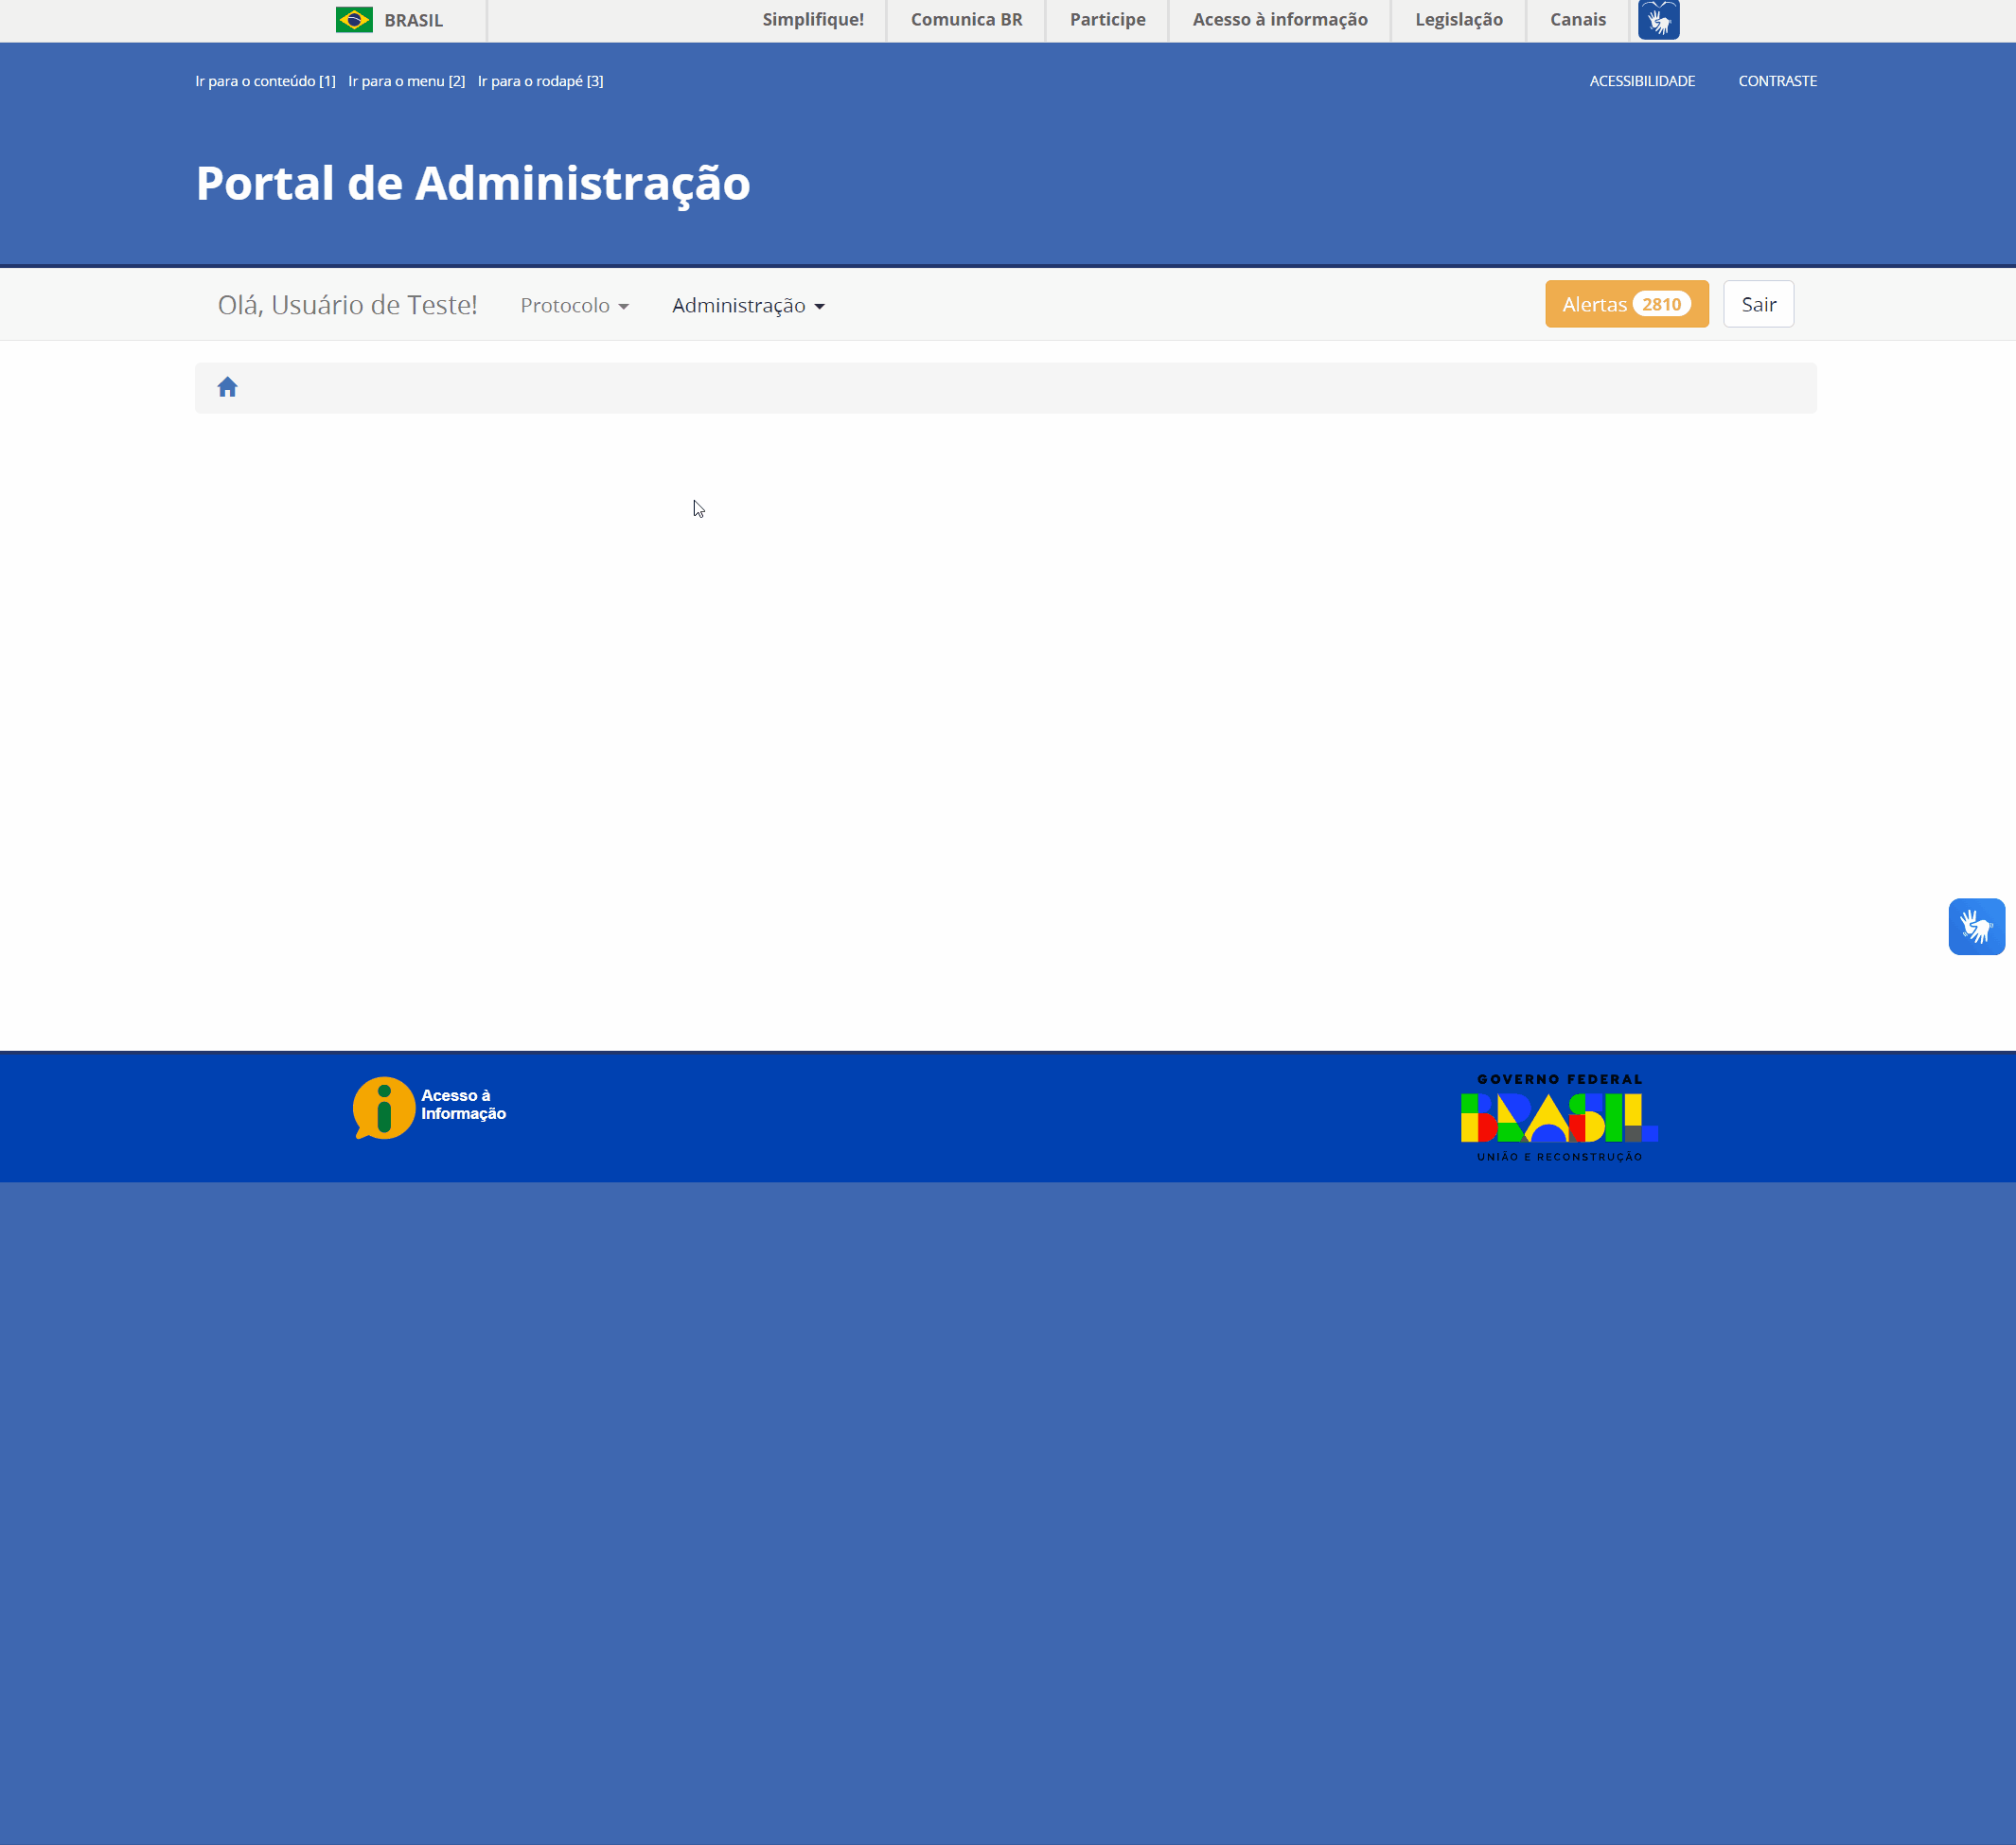 BRASIL Simplifique! Comunica BR Participe Acesso à informação Legislação Canais
Ir para o conteúdo [1] Ir para o menu [2] Ir para o rodapé [3] ACESSIBILIDADE CONTRASTE
Portal de Administração
Olá, Usuário de Teste! Protocolo Administração Alertas 2810 Sair
Acesso à
Informação
GOVERNO FEDERAL
BRASIL
UNIÃO E RECONSTRUÇÃO